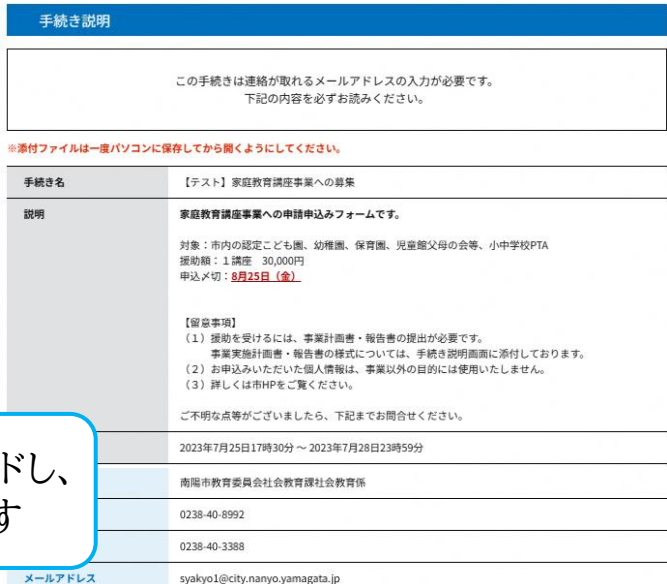 手続き説明
この手続きは連絡が取れるメールアドレスの入力が必要です。
下記の内容を必ずお読みください。
※添付ファイルは一度パソコンに保存してから開くようにしてください。
手続き名
【テスト】家庭教育講座事業への募集
説明
家庭教育講座事業への申請申込みフォームです。
対象：市内の認定こども園、幼稚園、保育園、児童館父母の会等、小中学校PTA
援助額：１講座　30,000円
申込〆切：8月25日（金）
【留意事項】
（１）援助を受けるには、事業計画書・報告書の提出が必要です。
事業実施計画書・報告書の様式については、手続き説明画面に添付しております。
（２）お申込みいただいた個人情報は、事業以外の目的には使用いたしません。
（３）詳しくは市HPをご覧ください。
ご不明な点等がございましたら、下記までお問合せください。
ドし、
す
2023年7月25日17時30分 ～ 2023年7月28日23時59分
南陽市教育委員会社会教育課社会教育係
0238-40-8992
0238-40-3388
メールアドレス
syakyo1@city.nanyo.yamagata.jp